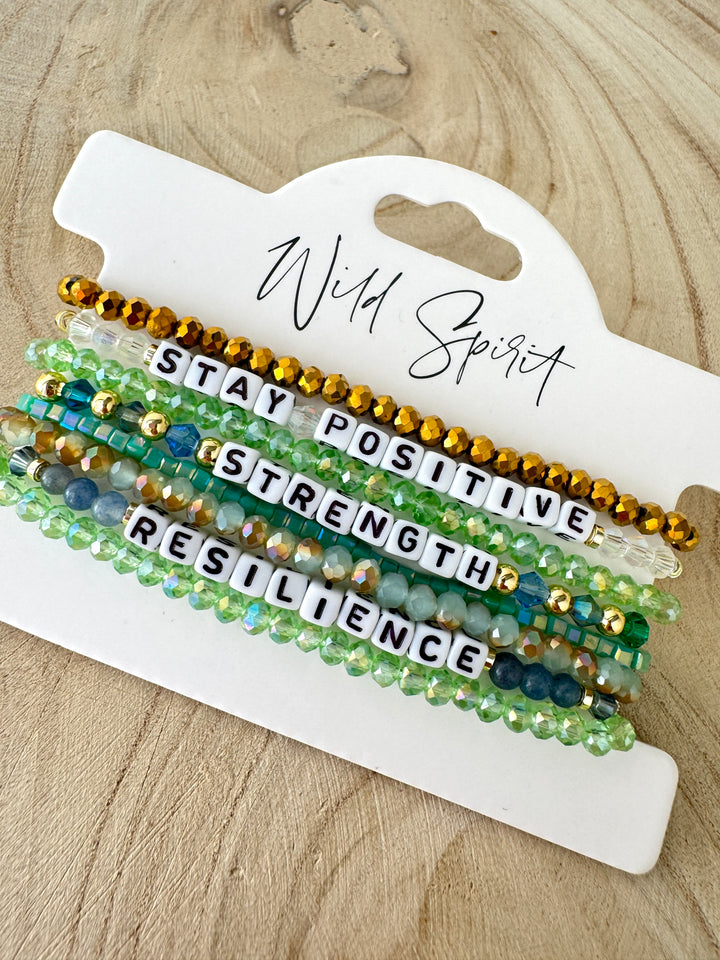 Wild Spirit
STAY POSITIVE
STRENGTH
RESILIENCE